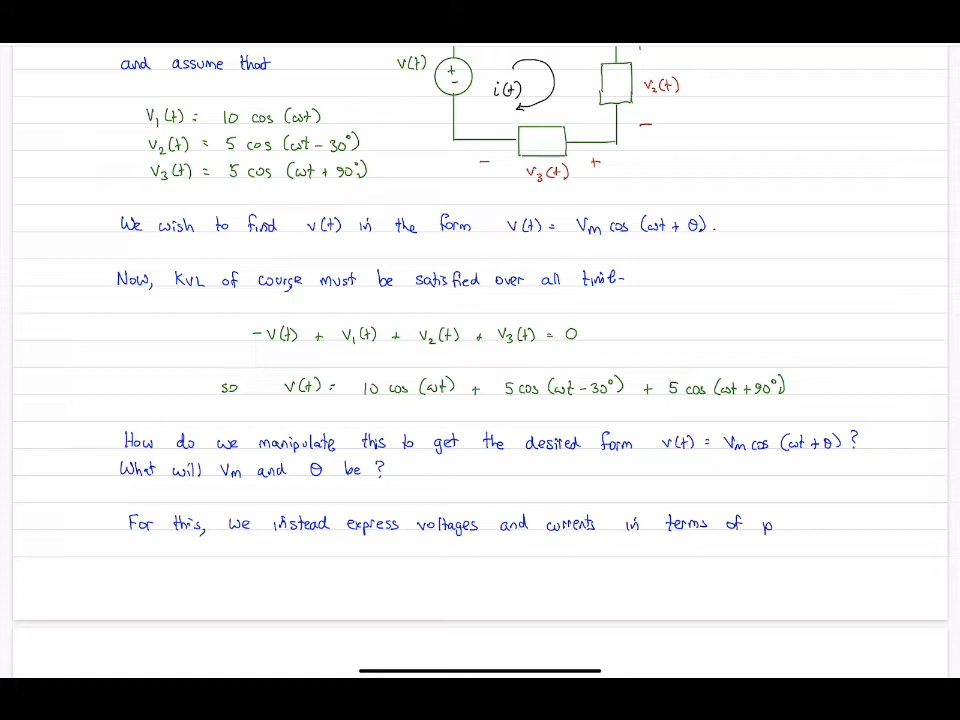 and assume that
v(t)
+
-
i(t)
v₂(t)
-
v₁(t) = 10 cos (ωt)
v₂(t) = 5 cos (ωt - 30°)
v₃(t) = 5 cos (ωt + 90°)
- +
v₃(t)
We wish to find v(t) in the form v(t) = Vm cos (ωt + θ).
Now, KVL of course must be satisfied over all time-
-v(t) + v₁(t) + v₂(t) + v₃(t) = 0
so v(t) = 10 cos (ωt) + 5 cos (ωt - 30°) + 5 cos (ωt + 90°)
How do we manipulate this to get the desired form v(t) = Vm cos (ωt + θ)?
What will Vm and θ be?
For this, we instead express voltages and currents in terms of p